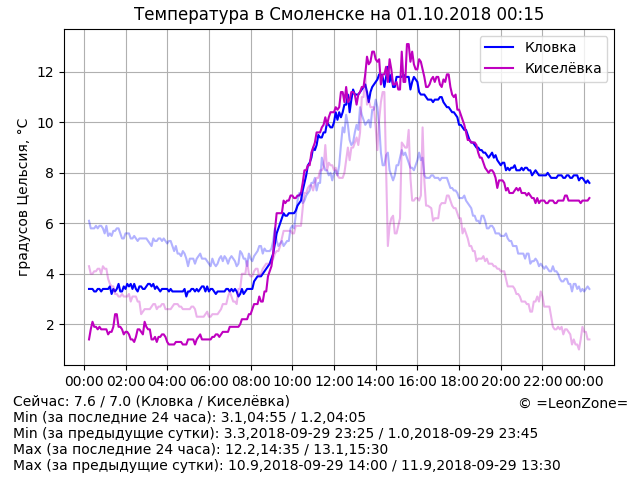 Температура в Смоленске на 01.10.2018 00:15
Кловка
Киселёвка
градусов Цельсия, °C
12
10
8
6
4
2
00:00 02:00 04:00 06:00 08:00 10:00 12:00 14:00 16:00 18:00 20:00 22:00 00:00
Сейчас: 7.6 / 7.0 (Кловка / Киселёвка)
© =LeonZone=
Min (за последние 24 часа): 3.1,04:55 / 1.2,04:05
Min (за предыдущие сутки): 3.3,2018-09-29 23:25 / 1.0,2018-09-29 23:45
Max (за последние 24 часа): 12.2,14:35 / 13.1,15:30
Max (за предыдущие сутки): 10.9,2018-09-29 14:00 / 11.9,2018-09-29 13:30